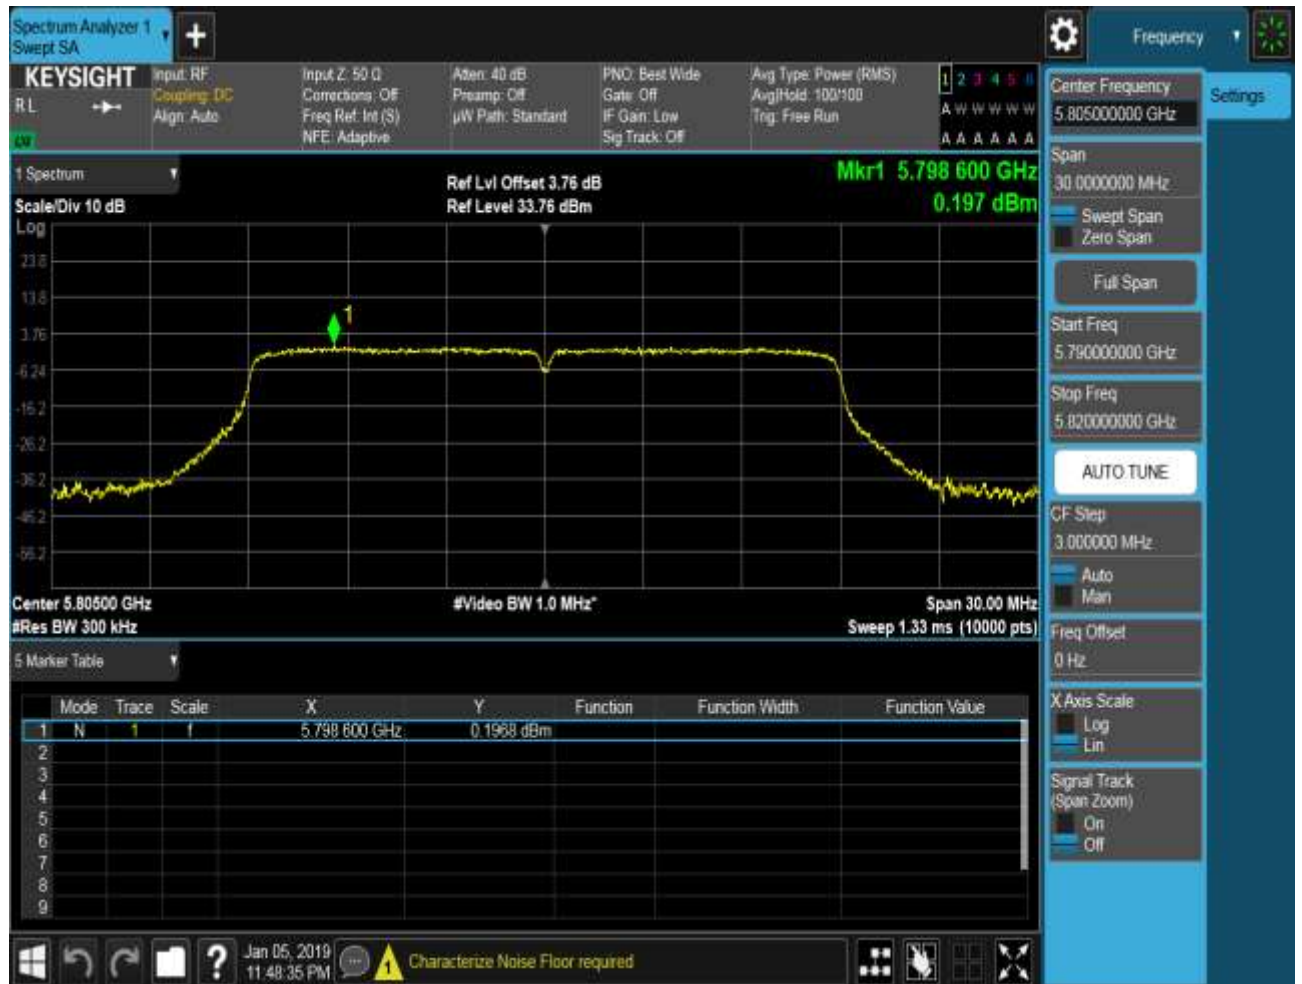 Spectrum Analyzer 1
Swept SA
Frequency
KEYSIGHT
R L
Input: RF
Coupling: DC
Align: Auto
Input Z: 50 Ω
Corrections: Off
Freq Ref: Int (S)
NFE: Adaptive
Atten: 40 dB
Preamp: Off
µW Path: Standard
PNO: Best Wide
Gate: Off
IF Gain: Low
Sig Track: Off
Avg Type: Power (RMS)
Avg|Hold: 100/100
Trig: Free Run
1 2 3 4 5 6
A W W W W W
A A A A A A
1 Spectrum
Scale/Div 10 dB
Log
Ref Lvl Offset 3.76 dB
Ref Level 33.76 dBm
Mkr1 5.798 600 GHz
0.197 dBm
23.8
13.8
3.76
-6.24
-16.2
-26.2
-36.2
-46.2
-56.2
1
Center 5.80500 GHz
#Res BW 300 kHz
#Video BW 1.0 MHz*
Span 30.00 MHz
Sweep 1.33 ms (10000 pts)
5 Marker Table
Mode Trace Scale X Y Function Function Width Function Value
1 N 1 f 5.798 600 GHz 0.1968 dBm
2
3
4
5
6
7
8
9
Center Frequency
5.805000000 GHz
Settings
Span
30.0000000 MHz
Swept Span
Zero Span
Full Span
Start Freq
5.790000000 GHz
Stop Freq
5.820000000 GHz
AUTO TUNE
CF Step
3.000000 MHz
Auto
Man
Freq Offset
0 Hz
X Axis Scale
Log
Lin
Signal Track
(Span Zoom)
On
Off
Jan 05, 2019
11:48:35 PM
1
Characterize Noise Floor required